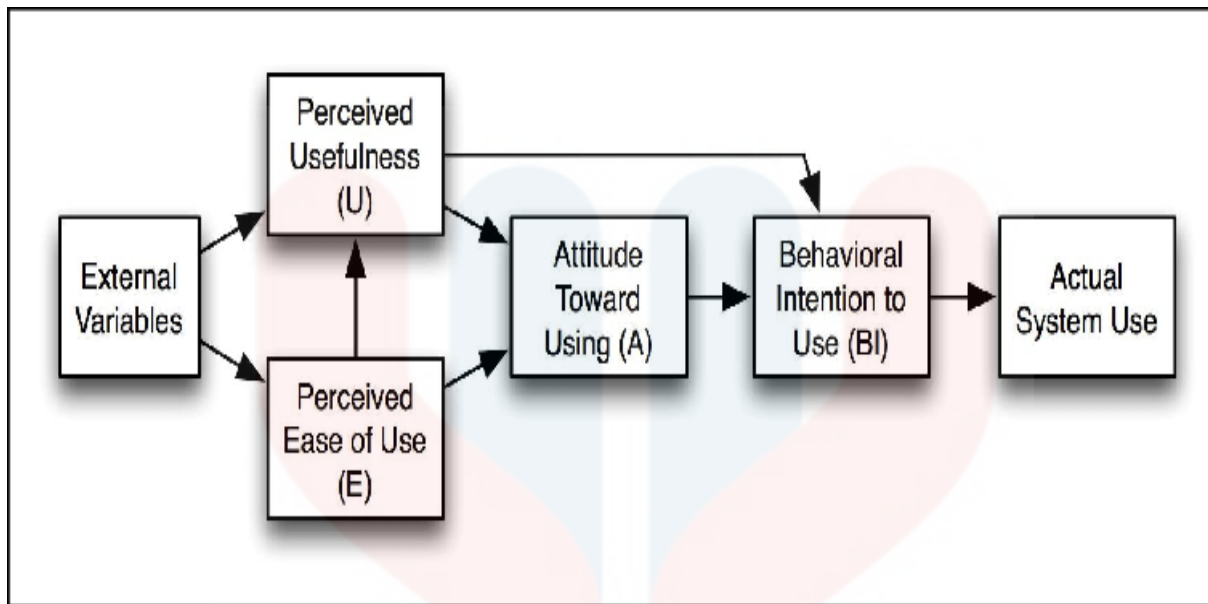 External
Variables
Perceived
Usefulness
(U)
Perceived
Ease of Use
(E)
Attitude
Toward
Using (A)
Behavioral
Intention to
Use (BI)
Actual
System Use